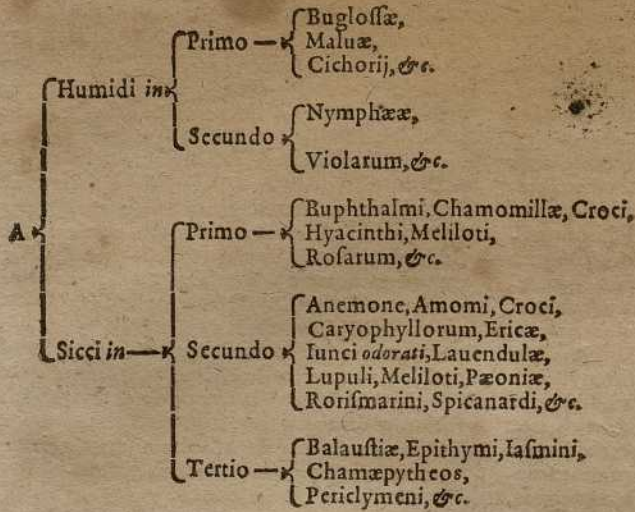 Bugloſſæ,
Primo
Maluæ,
Cichorij, &c.
Humidi in
Nymphææ,
Secundo
Violarum, &c.
A
Buphthalmi, Chamomillæ, Croci,
Primo
Hyacinthi, Meliloti,
Roſarum, &c.
Sicci in
Anemone, Amomi, Croci,
Caryophyllorum, Ericæ,
Secundo
Iunci odorati, Lauendulæ,
Lupuli, Meliloti, Pæoniæ,
Roriſmarini, Spicanardi, &c.
Balauſtiæ, Epithymi, Iaſmini,
Tertio
Chamæpytheos,
Periclymeni, &c.